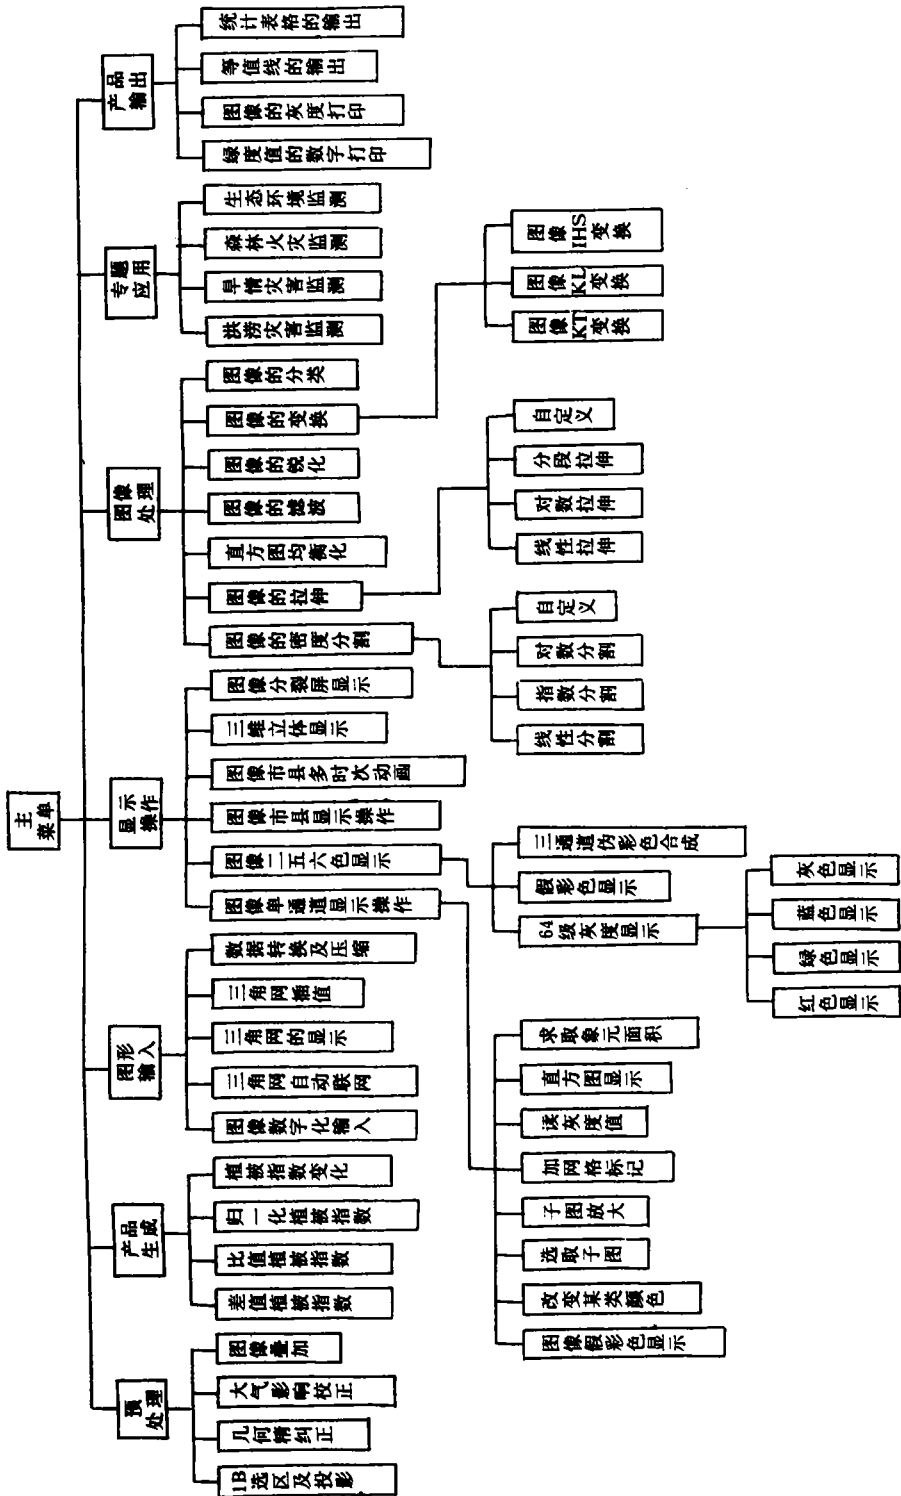 主菜单
预处理
产品生成
图形输入
显示操作
图像处理
专题应用
产品输出
1B选区及投影
几何精纠正
大气影响校正
图像叠加
差值植被指数
比值植被指数
归一化植被指数
植被指数变化
图像数字化输入
三角网自动联网
三角网的显示
三角网插值
数据转换及压缩
图像单通道显示操作
图像二五六色显示
图像市县显示操作
图像市县多时次动画
三维立体显示
图像分裂屏显示
图像的密度分割
图像的拉伸
直方图均衡化
图像的滤波
图像的锐化
图像的变换
图像的分类
洪涝灾害监测
旱情灾害监测
森林火灾监测
生态环境监测
绿度值的数字打印
图像的灰度打印
等值线的输出
统计表格的输出
图像假彩色显示
改变某类颜色
选取子图
子图放大
加网格标记
读灰度值
直方图显示
求取象元面积
64级灰度显示
假彩色显示
三通道伪彩色合成
线性分割
指数分割
对数分割
自定义
线性拉伸
对数拉伸
分段拉伸
自定义
图像KT变换
图像KL变换
图像IHS变换
红色显示
绿色显示
蓝色显示
灰色显示